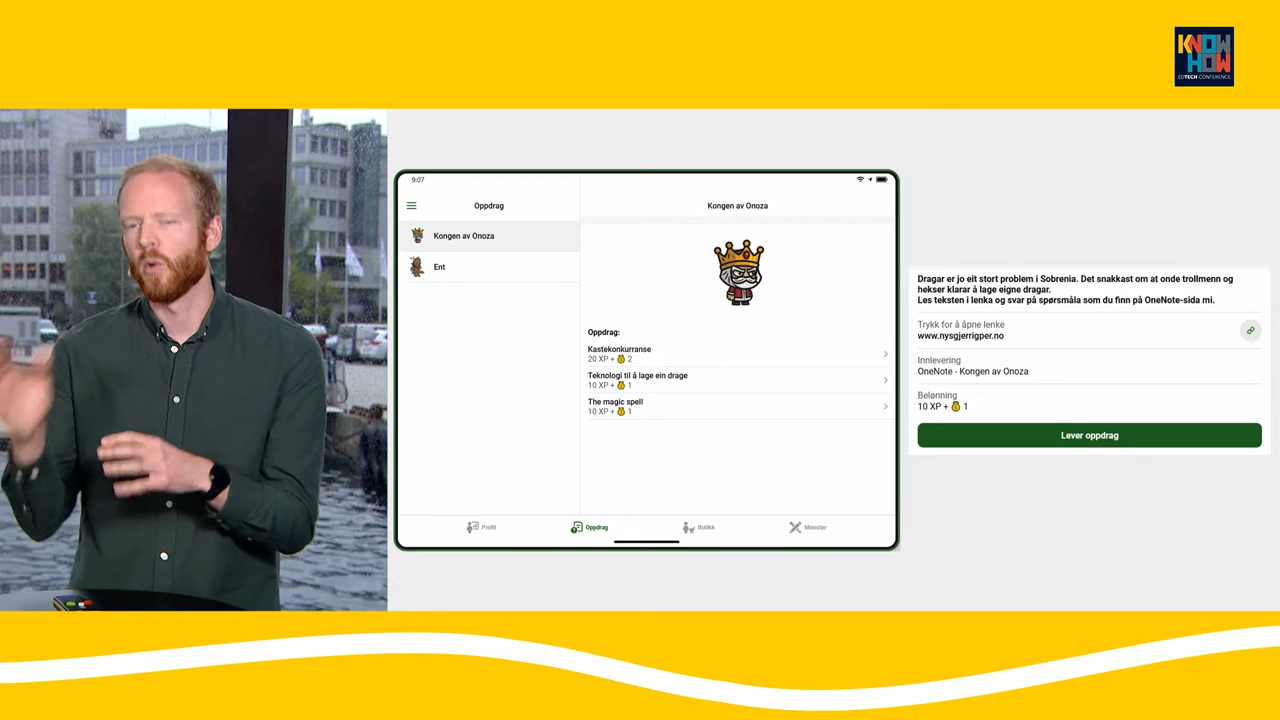 KNOW
HOW
EDTECH CONFERENCE
9:07
Oppdrag
Kongen av Onoza
Ent
Kongen av Onoza
Oppdrag:
Kastekonkurranse
20 XP + 2
Teknologi til å lage ein drage
10 XP + 1
The magic spell
10 XP + 1
Profil
Oppdrag
Butikk
Monster
Dragar er jo eit stort problem i Sobrenia. Det snakkast om at onde trollmenn og
hekser klarar å lage eigne dragar.
Les teksten i lenka og svar på spørsmåla som du finn på OneNote-sida mi.
Trykk for å åpne lenke
www.nysgjerrigper.no
Innlevering
OneNote - Kongen av Onoza
Belønning
10 XP + 1
Lever oppdrag